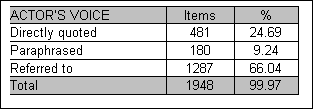 ACTOR'S VOICE Items %
Directly quoted 481 24.69
Paraphrased 180 9.24
Referred to 1287 66.04
Total 1948 99.97